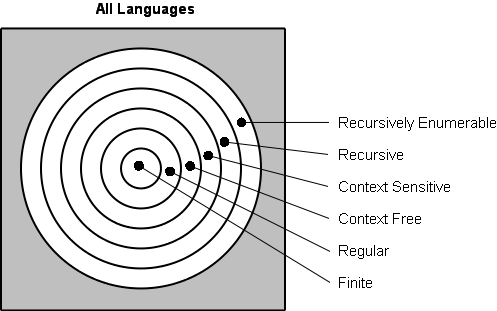 All Languages
Recursively Enumerable
Recursive
Context Sensitive
Context Free
Regular
Finite